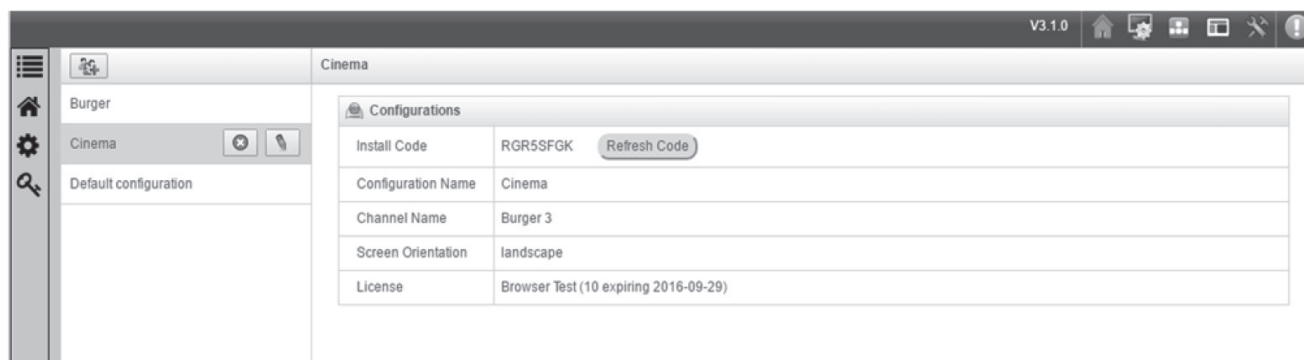 V3.1.0
Cinema
Burger
Cinema
Default configuration
Configurations
Install Code RGR5SFGK Refresh Code
Configuration Name Cinema
Channel Name Burger 3
Screen Orientation landscape
License Browser Test (10 expiring 2016-09-29)